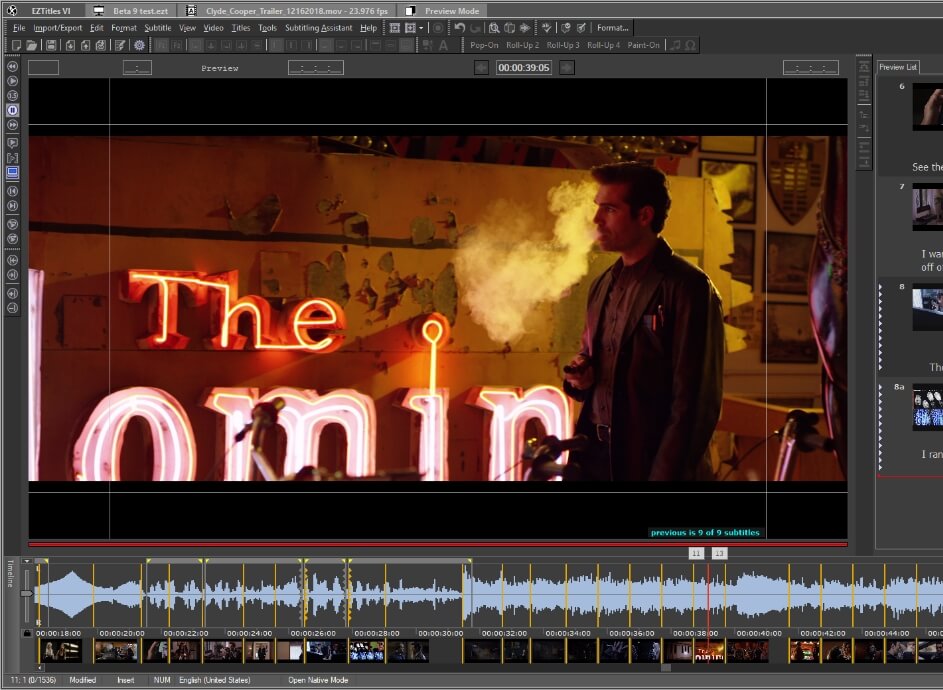 EZTitles VI
Beta 9 test.ezt
Clyde_Cooper_Trailer_12162018.mov - 23.976 fps
Preview Mode
File Import/Export Edit Format Subtitle View Video Titles Tools Subtitling Assistant Help
Format...
Pop-On Roll-Up 2 Roll-Up 3 Roll-Up 4 Paint-On
Preview
00:00:39:05
Preview List
6
See the
7
I wa
off o
8
Th
8a
I ran
The
omin
previous is 9 of 9 subtitles
11 13
Timeline
L
R
00:00:18:00 00:00:20:00 00:00:22:00 00:00:24:00 00:00:26:00 00:00:28:00 00:00:30:00 00:00:32:00 00:00:34:00 00:00:36:00 00:00:38:00 00:00:40:00 00:00:42:00 00:00:44:00 00:0
11; 1 (0/1536) Modified Insert NUM English (United States) Open Native Mode